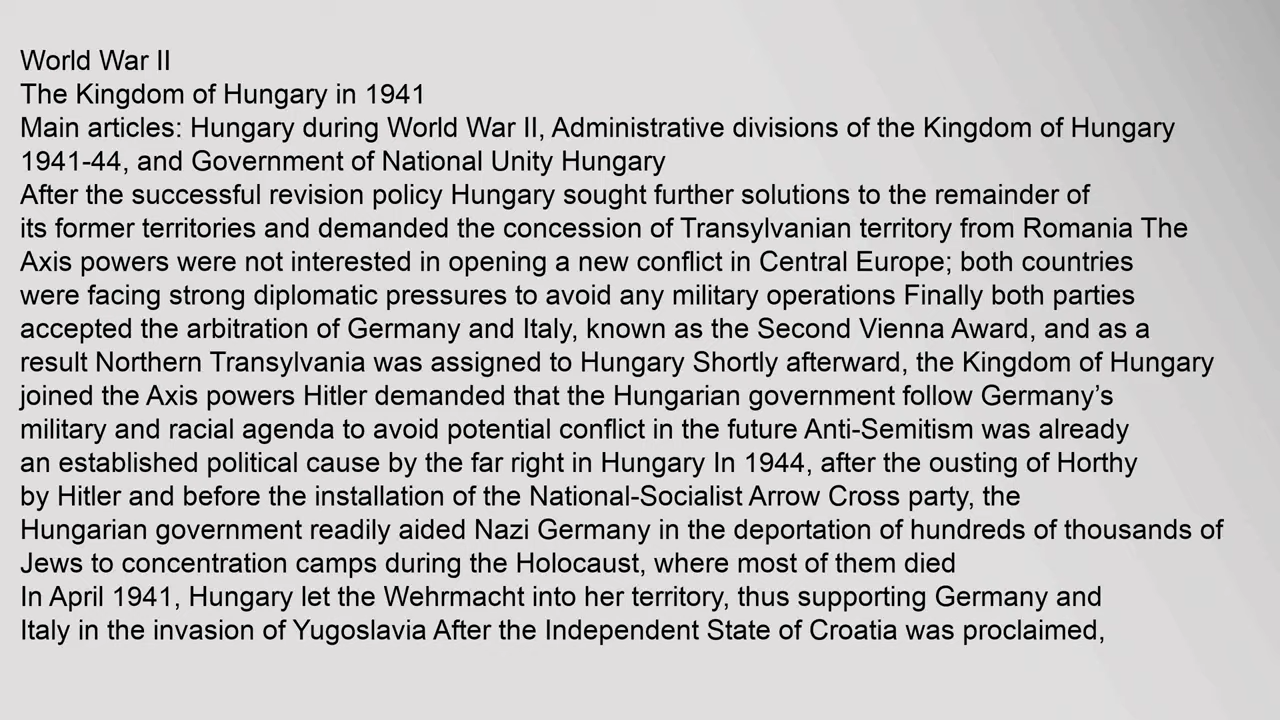 World War II
The Kingdom of Hungary in 1941
Main articles: Hungary during World War II, Administrative divisions of the Kingdom of Hungary
1941-44, and Government of National Unity Hungary
After the successful revision policy Hungary sought further solutions to the remainder of
its former territories and demanded the concession of Transylvanian territory from Romania The
Axis powers were not interested in opening a new conflict in Central Europe; both countries
were facing strong diplomatic pressures to avoid any military operations Finally both parties
accepted the arbitration of Germany and Italy, known as the Second Vienna Award, and as a
result Northern Transylvania was assigned to Hungary Shortly afterward, the Kingdom of Hungary
joined the Axis powers Hitler demanded that the Hungarian government follow Germany’s
military and racial agenda to avoid potential conflict in the future Anti-Semitism was already
an established political cause by the far right in Hungary In 1944, after the ousting of Horthy
by Hitler and before the installation of the National-Socialist Arrow Cross party, the
Hungarian government readily aided Nazi Germany in the deportation of hundreds of thousands of
Jews to concentration camps during the Holocaust, where most of them died
In April 1941, Hungary let the Wehrmacht into her territory, thus supporting Germany and
Italy in the invasion of Yugoslavia After the Independent State of Croatia was proclaimed,